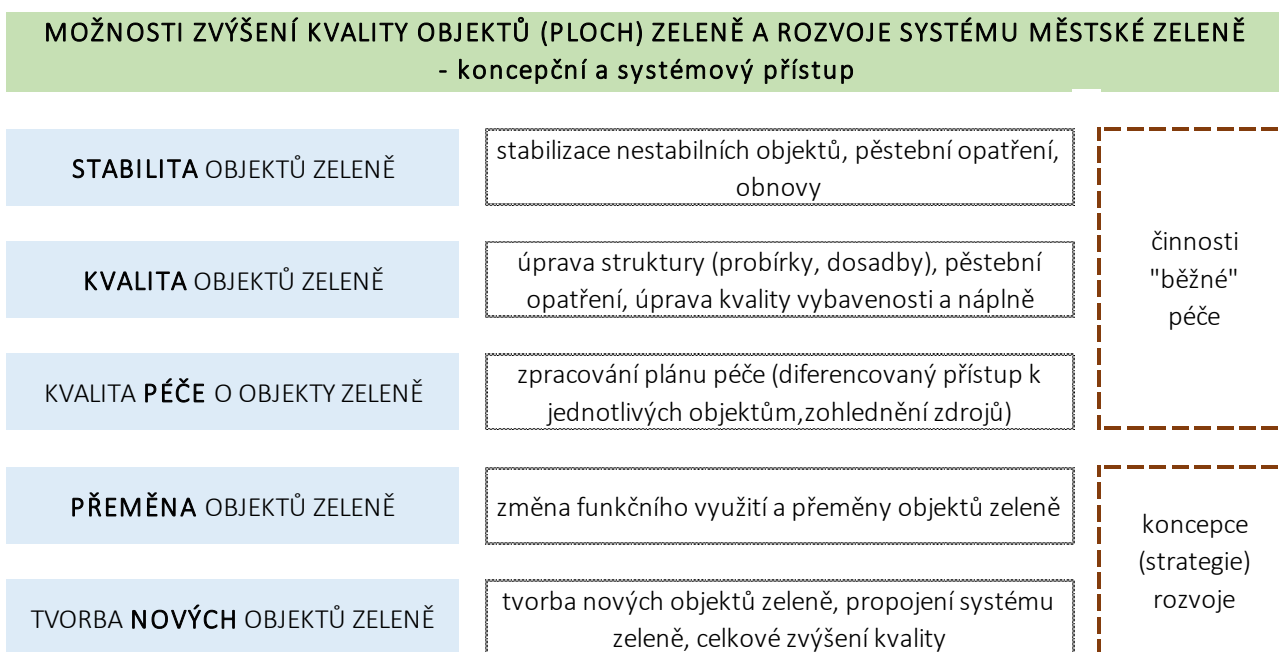 MOŽNOSTI ZVÝŠENÍ KVALITY OBJEKTŮ (PLOCH) ZELENĚ A ROZVOJE SYSTÉMU MĚSTSKÉ ZELENĚ
- koncepční a systémový přístup
STABILITA OBJEKTŮ ZELENĚ
stabilizace nestabilních objektů, pěstební opatření,
obnovy
KVALITA OBJEKTŮ ZELENĚ
úprava struktury (probírky, dosadby), pěstební
opatření, úprava kvality vybavenosti a náplně
KVALITA PÉČE O OBJEKTY ZELENĚ
zpracování plánu péče (diferencovaný přístup k
jednotlivých objektům,zohlednění zdrojů)
činnosti
"běžné"
péče
PŘEMĚNA OBJEKTŮ ZELENĚ
změna funkčního využití a přeměny objektů zeleně
TVORBA NOVÝCH OBJEKTŮ ZELENĚ
tvorba nových objektů zeleně, propojení systému
zeleně, celkové zvýšení kvality
koncepce
(strategie)
rozvoje